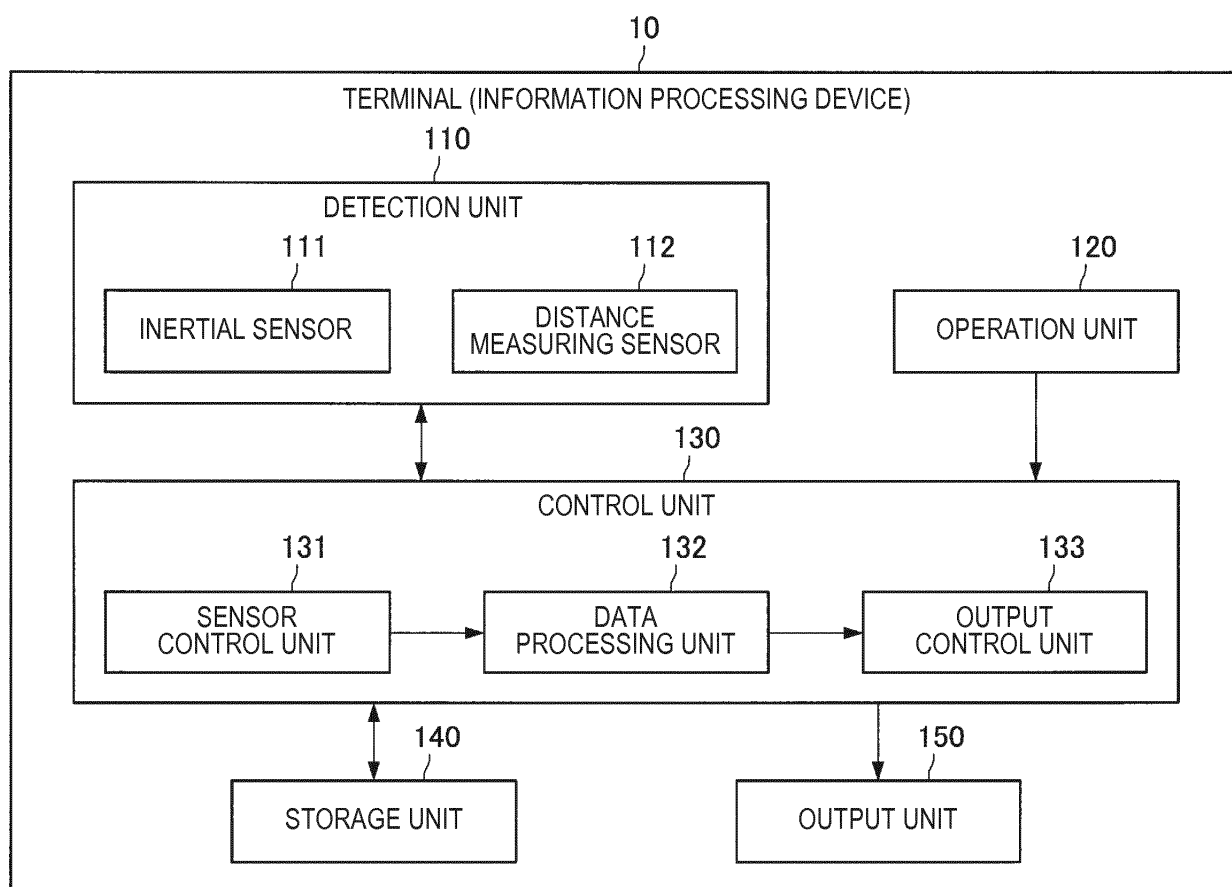 10
TERMINAL (INFORMATION PROCESSING DEVICE)
110
DETECTION UNIT
111
112
120
INERTIAL SENSOR
DISTANCE
MEASURING SENSOR
OPERATION UNIT
130
CONTROL UNIT
131
132
133
SENSOR
CONTROL UNIT
DATA
PROCESSING UNIT
OUTPUT
CONTROL UNIT
140
150
STORAGE UNIT
OUTPUT UNIT